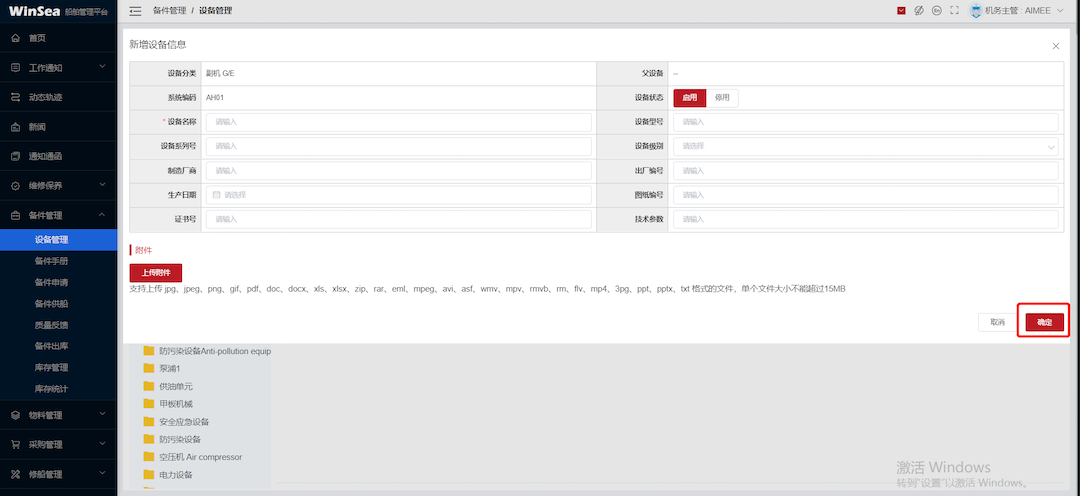 WinSea 船舶管理平台
备件管理 / 设备管理
机务主管 : AIMEE
首页
工作通知
动态轨迹
新闻
通知通函
维修保养
备件管理
设备管理
备件手册
备件申请
备件供船
质量反馈
备件出库
库存管理
库存统计
物料管理
采购管理
修船管理
新增设备信息
设备分类 副机 G/E 父设备 --
系统编码 AH01 设备状态 启用 停用
* 设备名称 请输入 设备型号 请输入
设备系列号 请输入 设备级别 请选择
制造厂商 请输入 出厂编号 请输入
生产日期 请选择 图纸编号 请输入
证书号 请输入 技术参数 请输入
附件
上传附件
支持上传 jpg、jpeg、png、gif、pdf、doc、docx、xls、xlsx、zip、rar、eml、mpeg、avi、asf、wmv、mpv、rmvb、rm、flv、mp4、3pg、ppt、pptx、txt 格式的文件，单个文件大小不能超过15MB
取消 确定
防污染设备Anti-pollution equip
泵浦1
供油单元
甲板机械
安全应急设备
防污染设备
空压机 Air compressor
电力设备
激活 Windows
转到"设置"以激活 Windows。